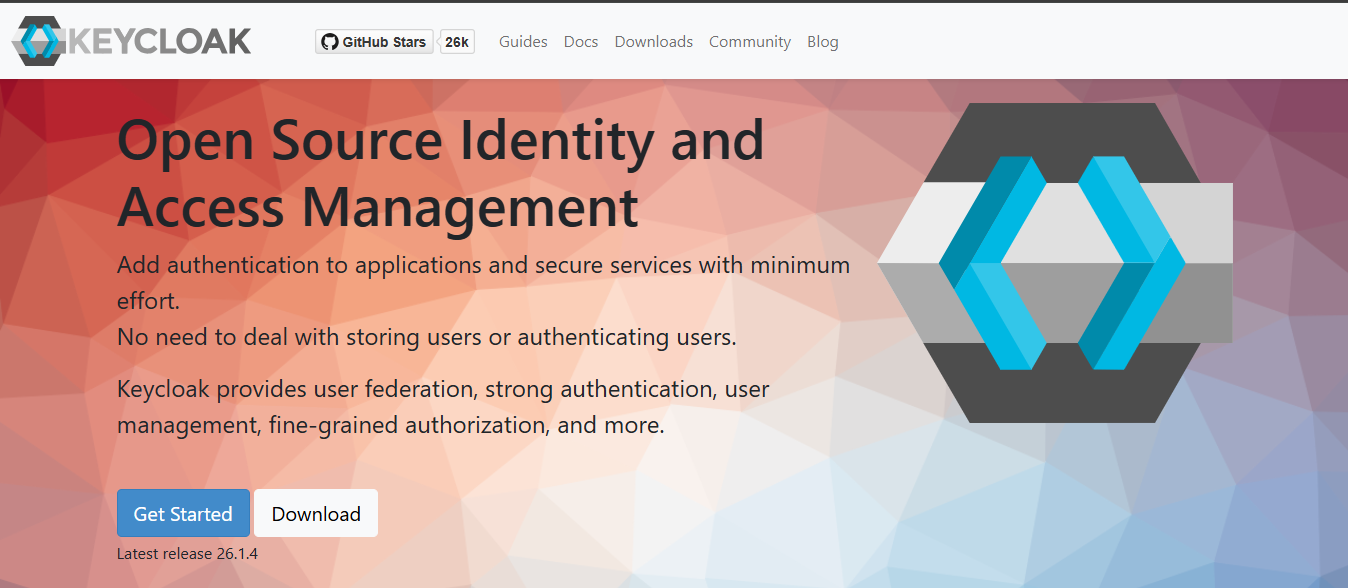 KEYCLOAK
GitHub Stars 26k Guides Docs Downloads Community Blog
Open Source Identity and
Access Management
Add authentication to applications and secure services with minimum
effort.
No need to deal with storing users or authenticating users.
Keycloak provides user federation, strong authentication, user
management, fine-grained authorization, and more.
Get Started Download
Latest release 26.1.4